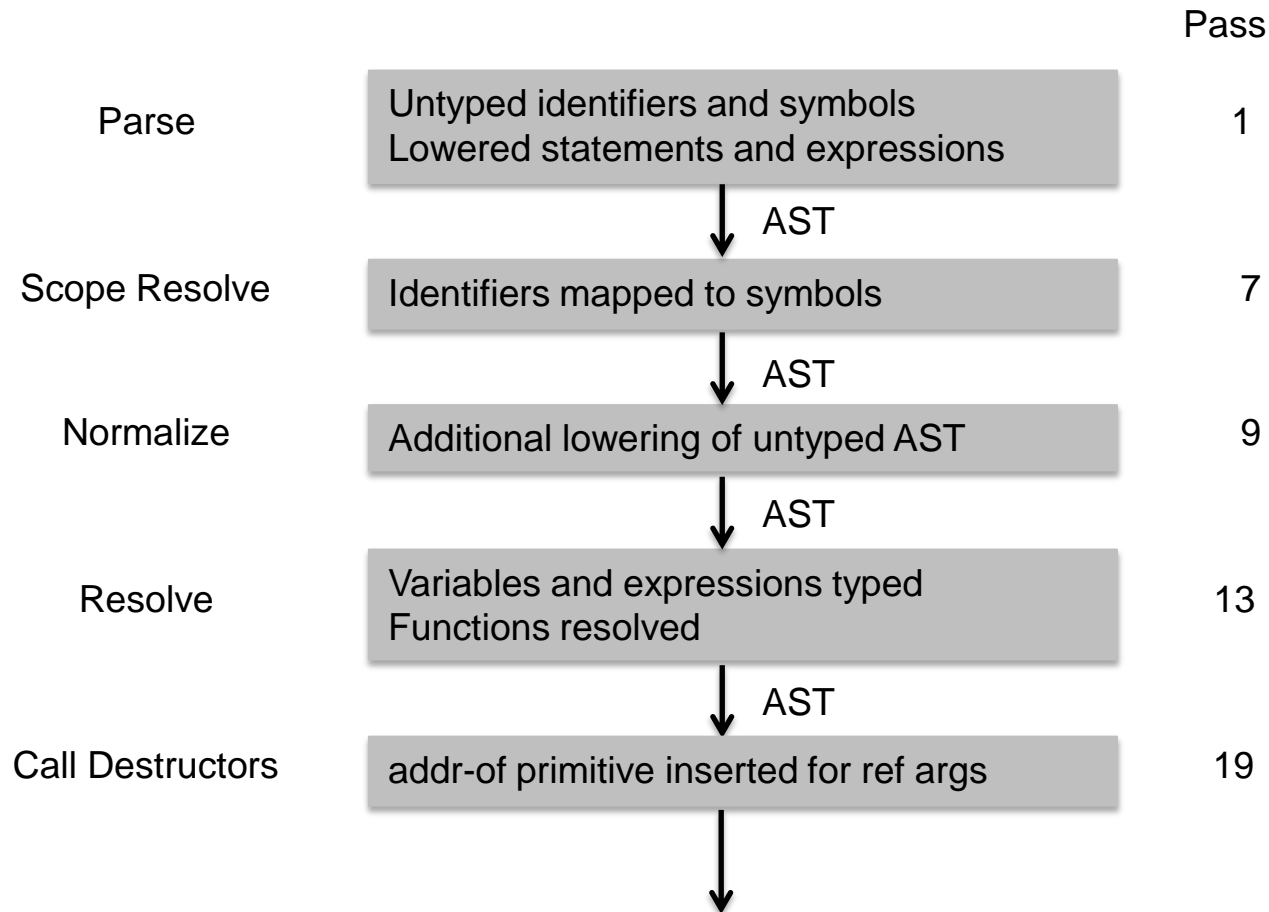 Pass
Parse
Untyped identifiers and symbols
Lowered statements and expressions
1
AST
Scope Resolve
Identifiers mapped to symbols
7
AST
Normalize
Additional lowering of untyped AST
9
AST
Resolve
Variables and expressions typed
Functions resolved
13
AST
Call Destructors
addr-of primitive inserted for ref args
19